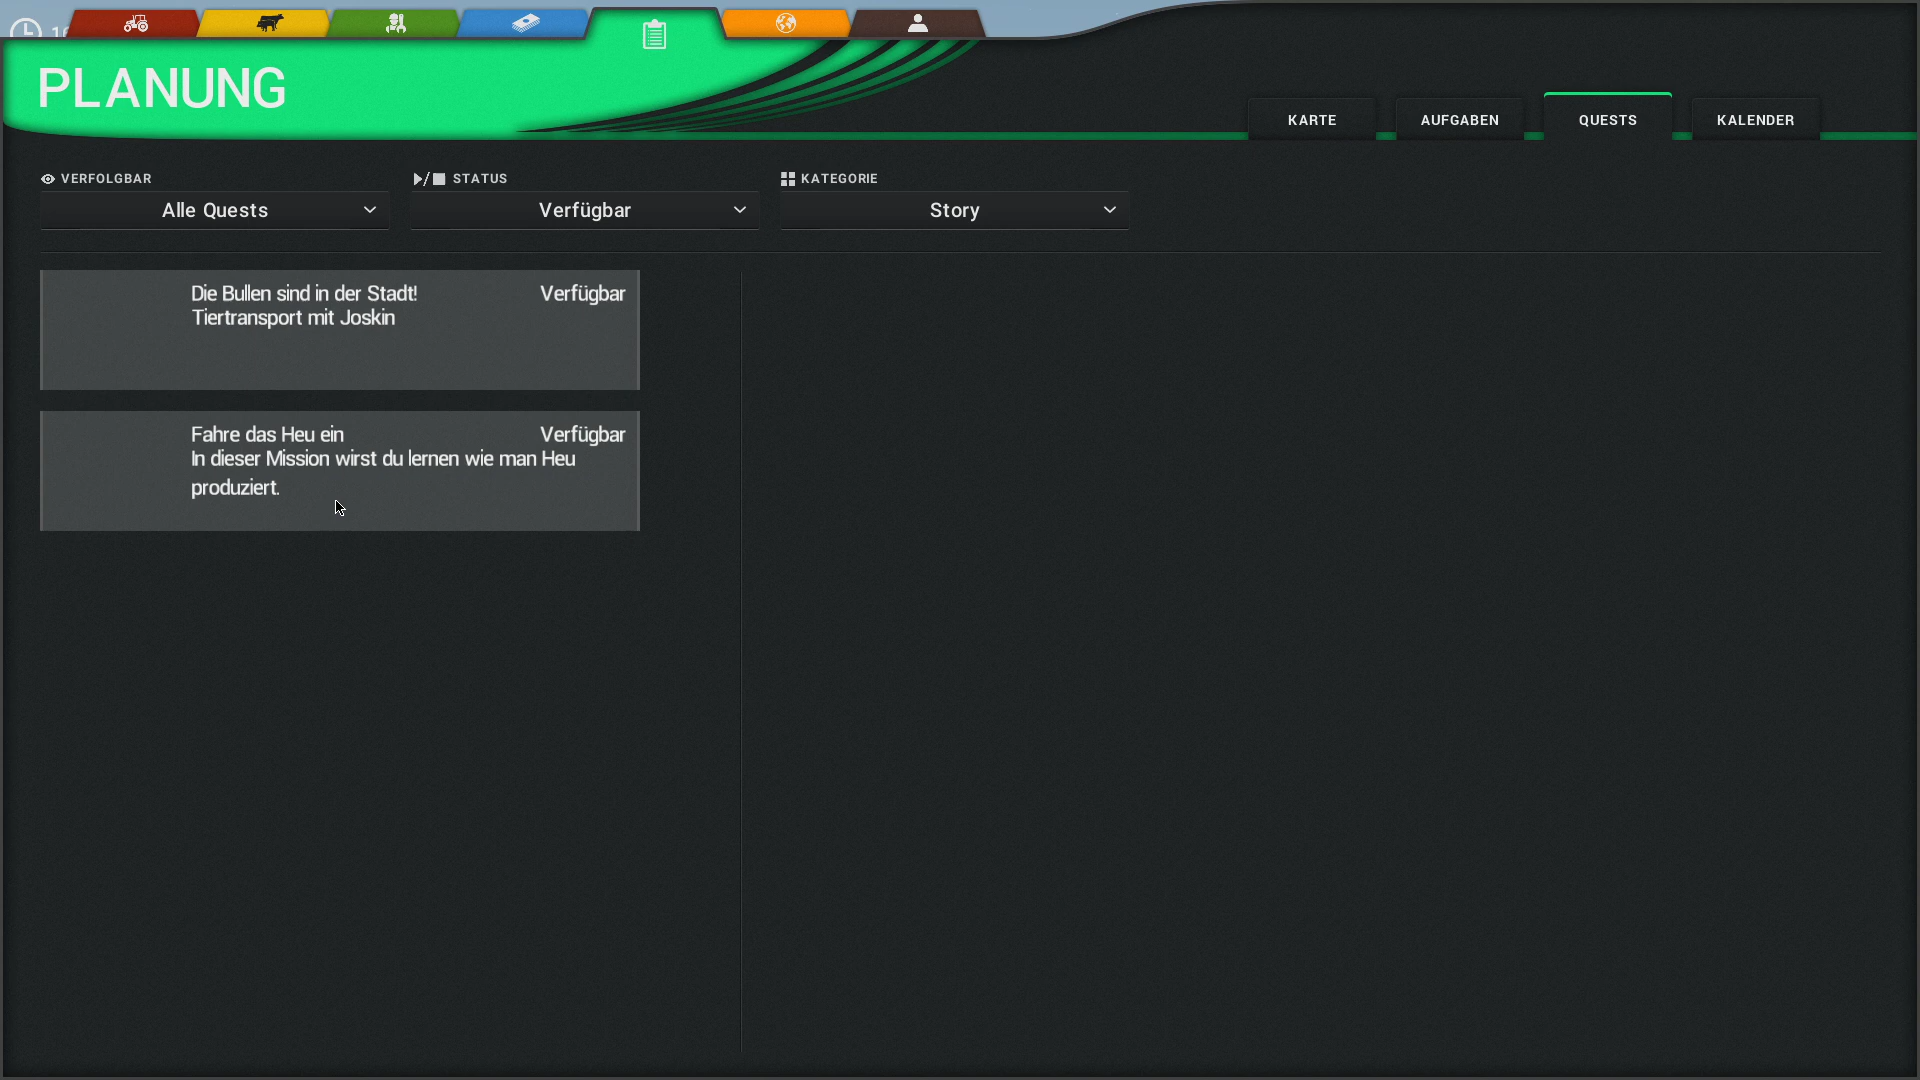 PLANUNG
KARTE
AUFGABEN
QUESTS
KALENDER
VERFOLGBAR
STATUS
KATEGORIE
Alle Quests
Verfügbar
Story
Die Bullen sind in der Stadt!
Verfügbar
Tiertransport mit Joskin
Fahre das Heu ein
Verfügbar
In dieser Mission wirst du lernen wie man Heu
produziert.